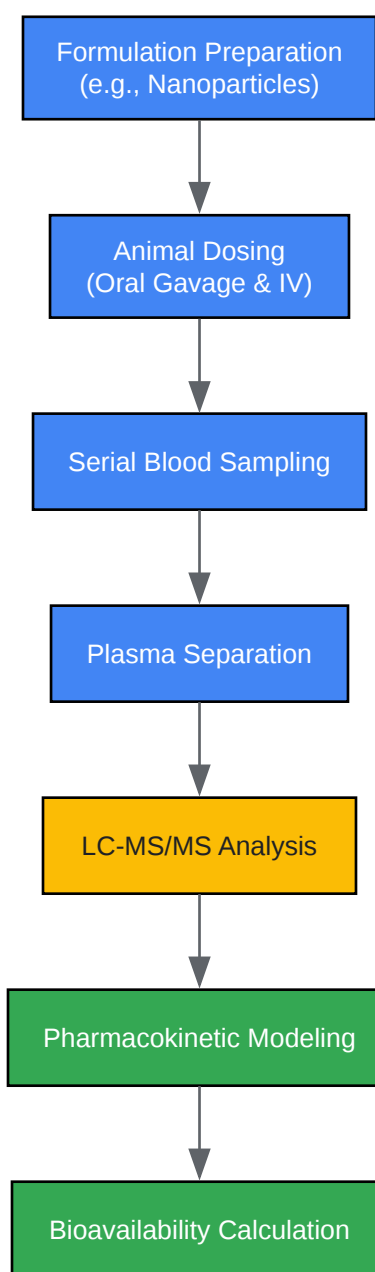 Formulation Preparation
(e.g., Nanoparticles)
Animal Dosing
(Oral Gavage & IV)
Serial Blood Sampling
Plasma Separation
LC-MS/MS Analysis
Pharmacokinetic Modeling
Bioavailability Calculation